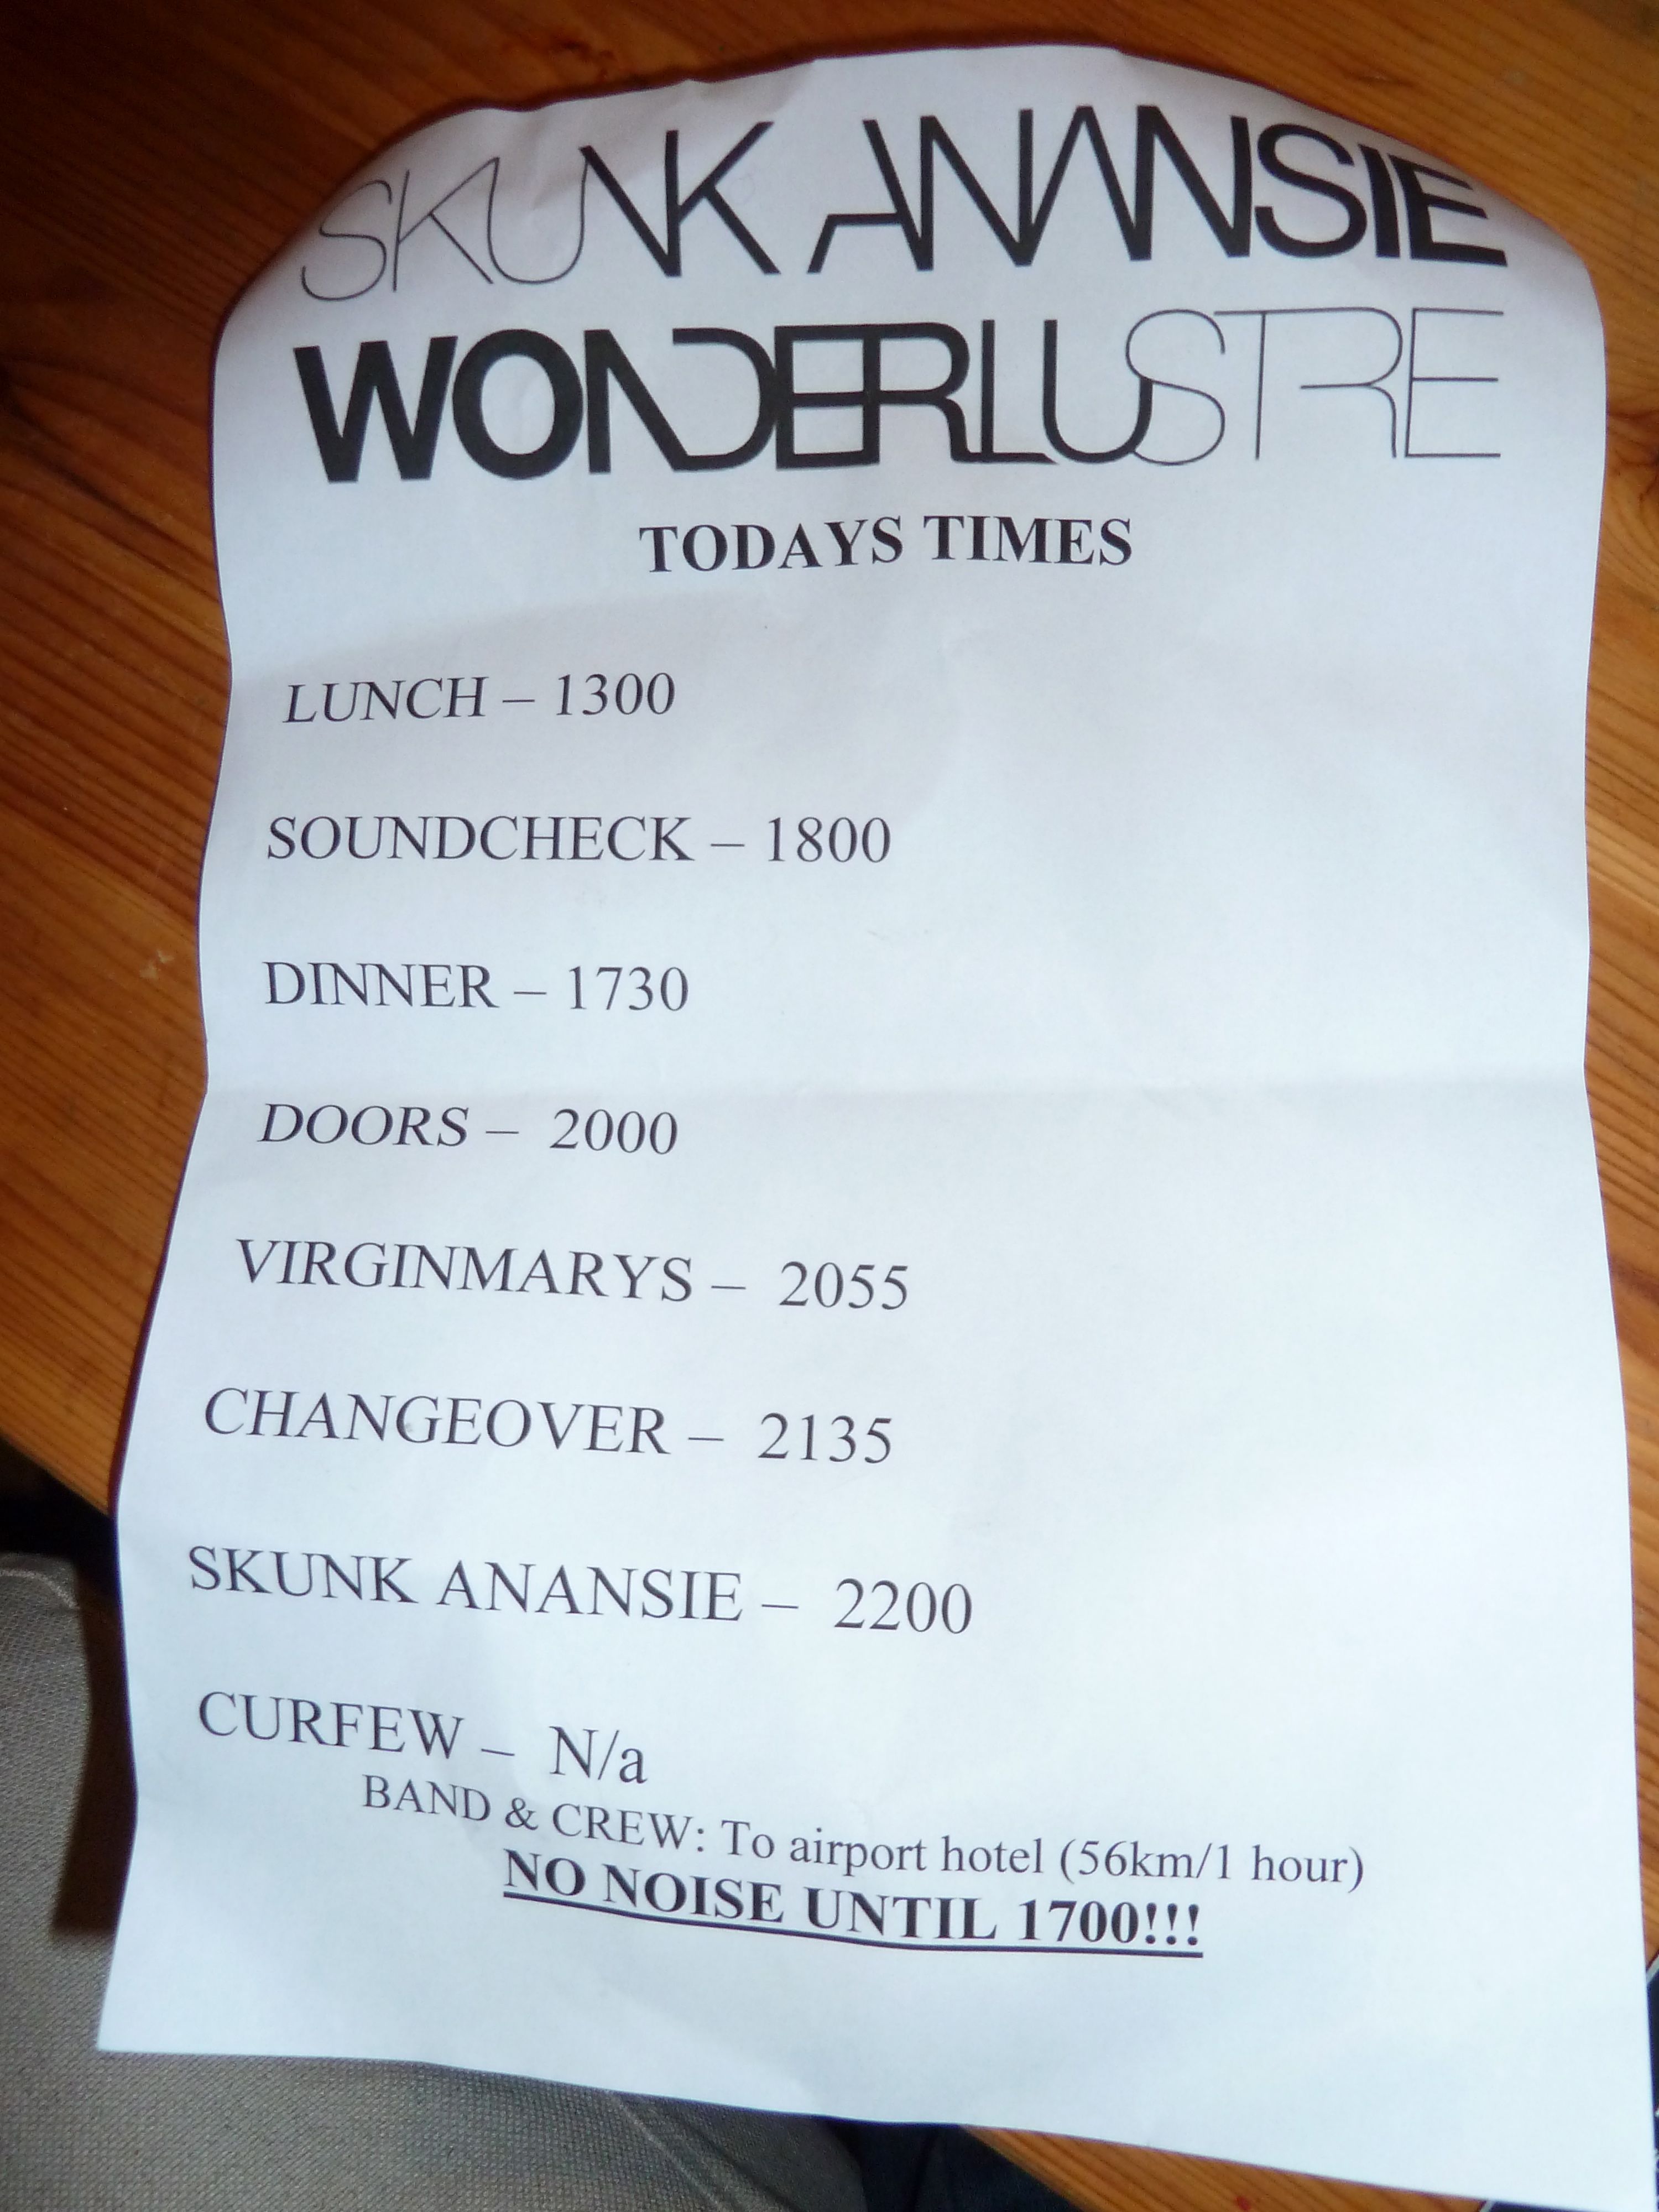 SKUNK ANANSIE
WONDERLUSTRE
TODAYS TIMES
LUNCH – 1300
SOUNDCHECK – 1800
DINNER – 1730
DOORS – 2000
VIRGINMARYS – 2055
CHANGEOVER – 2135
SKUNK ANANSIE – 2200
CURFEW – N/a
BAND & CREW: To airport hotel (56km/1 hour)
NO NOISE UNTIL 1700!!!